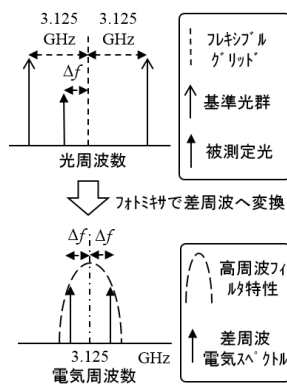 3.125 3.125
GHz GHz
Δf
光周波数
ﾌﾚｷｼﾌﾞﾙ
ｸﾞﾘｯﾄﾞ
基準光群
被測定光
ﾌｫﾄﾐｷｻで差周波へ変換
Δf Δf
3.125 GHz
電気周波数
高周波ﾌｨ
ﾙﾀ特性
差周波
電気ｽﾍﾟｸﾄﾙ